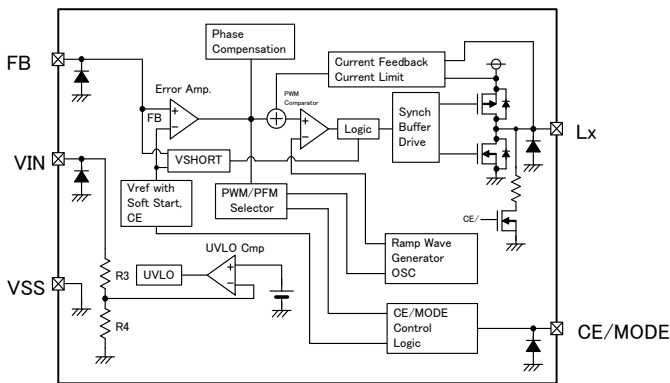 Phase
Compensation
Current Feedback
Current Limit
FB
Error Amp.
FB
PWM
Comparator
Logic
Synch
Buffer
Drive
Lx
VIN
VSHORT
Vref with
Soft Start,
CE
PWM/PFM
Selector
CE/
UVLO Cmp
R3
UVLO
Ramp Wave
Generator
OSC
VSS
R4
CE/MODE
Control
Logic
CE/MODE